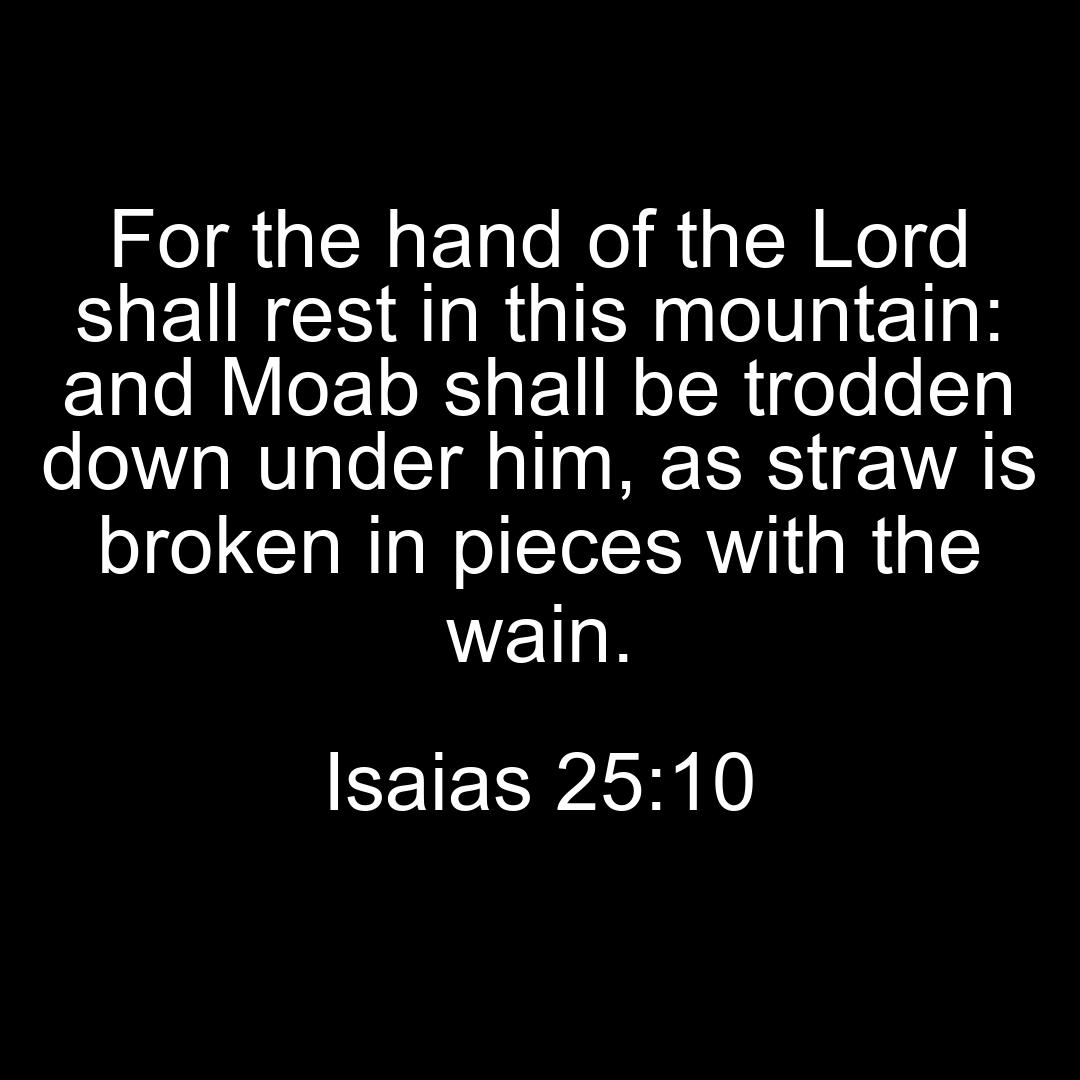 For the hand of the Lord
shall rest in this mountain:
and Moab shall be trodden
down under him, as straw is
broken in pieces with the
wain.
Isaias 25:10